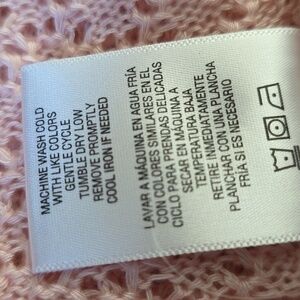 MACHINE WASH COLD
WITH LIKE COLORS
GENTLE CYCLE
TUMBLE DRY LOW
REMOVE PROMPTLY
COOL IRON IF NEEDED
LAVAR A MÁQUINA EN AGUA FRÍA
CON COLORES SIMILARES EN EL
CICLO PARA PRENDAS DELICADAS
SECAR EN MÁQUINA A
TEMPERATURA BAJA
RETIRE INMEDIATAMENTE
PLANCHAR CON UNA PLANCHA
FRÍA SI ES NECESARIO